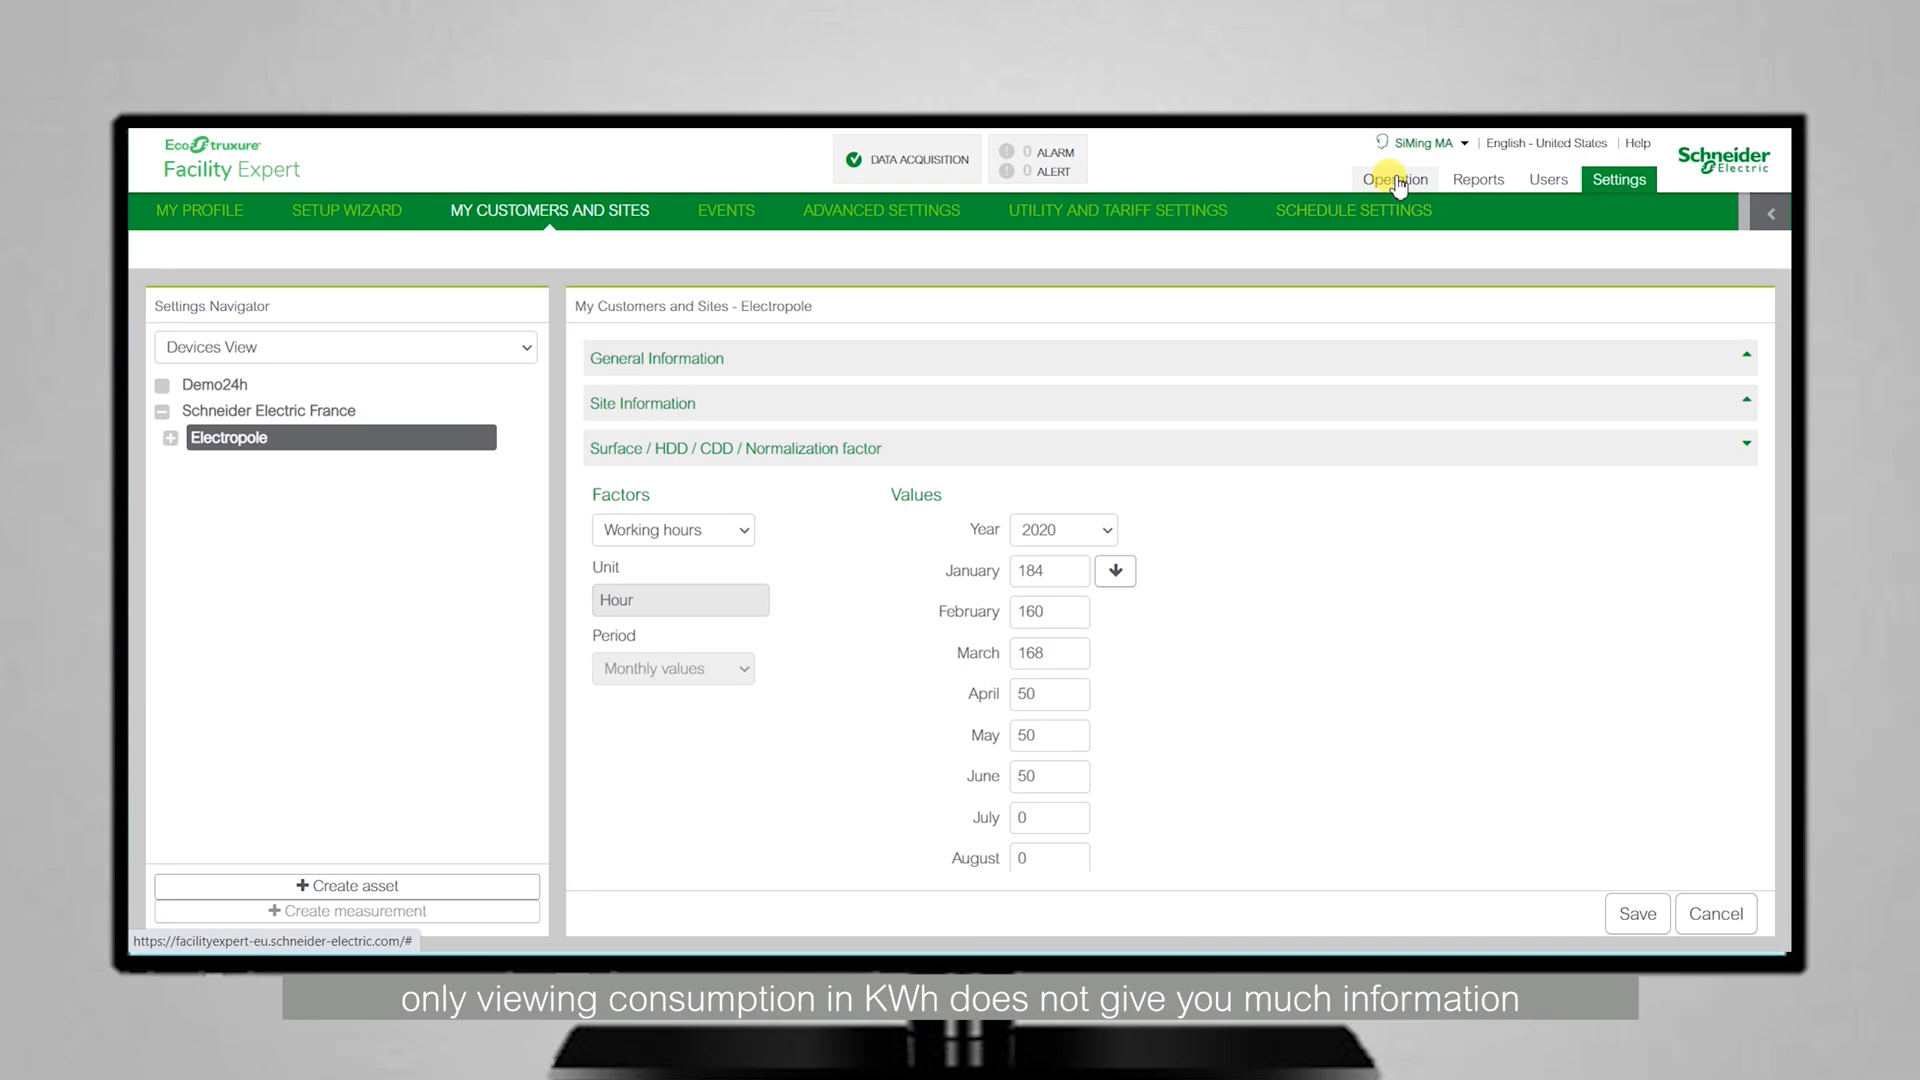 EcoStruxure
Facility Expert
DATA ACQUISITION
0 ALARM
0 ALERT
SiMing MA | English - United States | Help
Operation Reports Users Settings
Schneider
Electric
MY PROFILE SETUP WIZARD MY CUSTOMERS AND SITES EVENTS ADVANCED SETTINGS UTILITY AND TARIFF SETTINGS SCHEDULE SETTINGS
Settings Navigator
Devices View
Demo24h
Schneider Electric France
Electropole
+ Create asset
+ Create measurement
https://facilityexpert-eu.schneider-electric.com/#
My Customers and Sites - Electropole
General Information
Site Information
Surface / HDD / CDD / Normalization factor
Factors
Working hours
Unit
Hour
Period
Monthly values
Values
Year 2020
January 184
February 160
March 168
April 50
May 50
June 50
July 0
August 0
Save Cancel
only viewing consumption in KWh does not give you much information